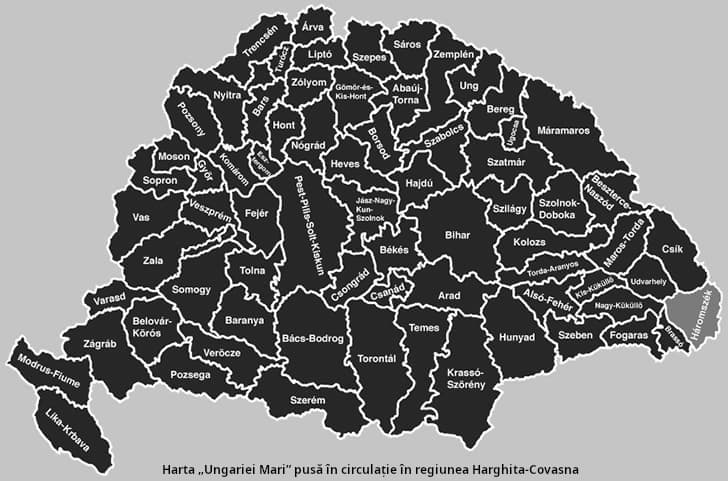 Árva
Trencsén
Turócz
Liptó
Szepes
Sáros
Zemplén
Nyitra
Bars
Zólyom
Gömör-és-
Kis-Hont
Abaúj-
Torna
Ung
Bereg
Ugocsa
Máramaros
Pozsony
Hont
Nógrád
Borsod
Szabolcs
Moson
Győr
Komárom
Esz-
tergom
Heves
Szatmár
Sopron
Hajdú
Szilágy
Szolnok-
Doboka
Beszterce-
Naszód
Vas
Veszprém
Fejér
Pest-Pilis-Solt-Kiskun
Jász-Nagy-
Kun-
Szolnok
Békés
Bihar
Kolozs
Maros-Torda
Csík
Zala
Somogy
Tolna
Csongrád
Csanád
Arad
Torda-Aranyos
Kis-Küküllő
Udvarhely
Nagy-Küküllő
Alsó-Fehér
Háromszék
Varasd
Zágráb
Belovár-
Körös
Baranya
Bács-Bodrog
Torontál
Temes
Krassó-
Szörény
Hunyad
Szeben
Fogaras
Brassó
Verőcze
Pozsega
Szerém
Modrus-Fiume
Lika-Krbava
Harta „Ungariei Mari” pusă în circulație în regiunea Harghita-Covasna